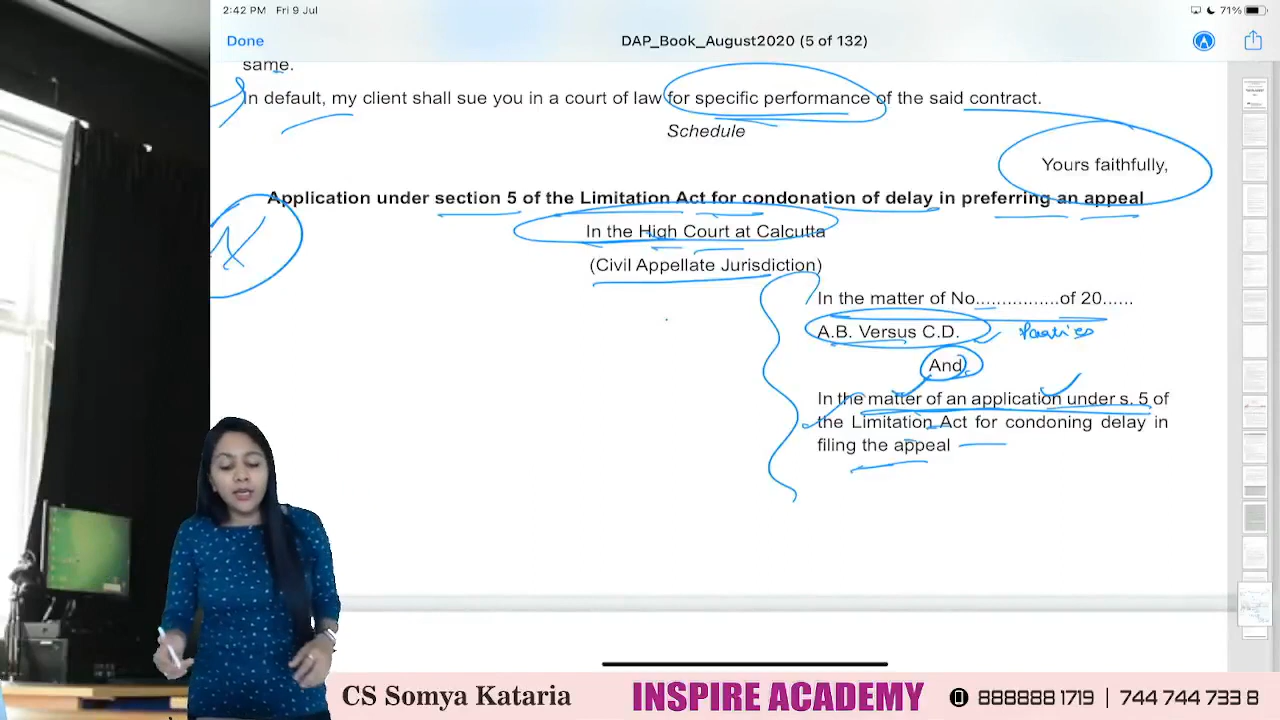 2:42 PM Fri 9 Jul
71%
Done
DAP_Book_August2020 (5 of 132)
same.
In default, my client shall sue you in a court of law for specific performance of the said contract.
Schedule
Yours faithfully,
Application under section 5 of the Limitation Act for condonation of delay in preferring an appeal
In the High Court at Calcutta
(Civil Appellate Jurisdiction)
In the matter of No................of 20......
A.B. Versus C.D. Parties
And
In the matter of an application under s. 5 of
the Limitation Act for condoning delay in
filing the appeal
CS Somya Kataria INSPIRE ACADEMY 888888 1719 | 744 744 733 8